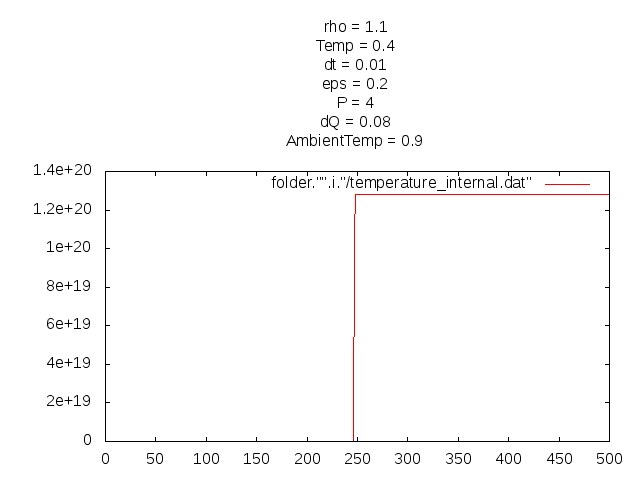 rho = 1.1
Temp = 0.4
dt = 0.01
eps = 0.2
P = 4
dQ = 0.08
AmbientTemp = 0.9
folder."".i."/temperature_internal.dat"
1.4e+20
1.2e+20
1e+20
8e+19
6e+19
4e+19
2e+19
0
0 50 100 150 200 250 300 350 400 450 500